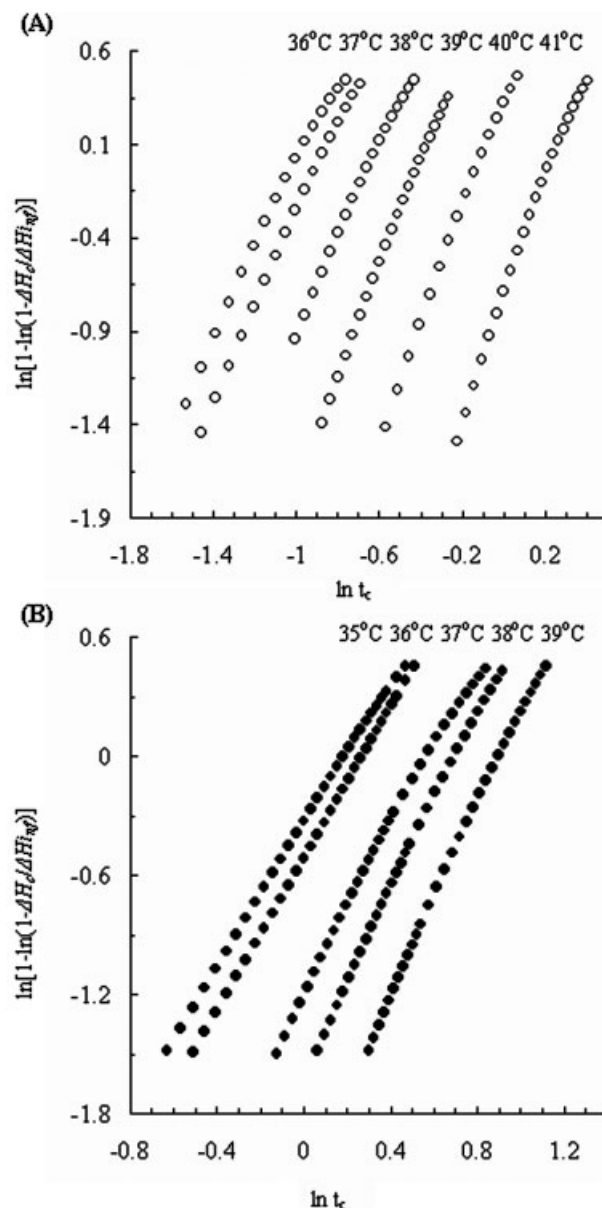 (A)
36°C 37°C 38°C 39°C 40°C 41°C
0.6
0.1
-0.4
-0.9
-1.4
-1.9
-1.8 -1.4 -1 -0.6 -0.2 0.2
ln[1-ln(1-ΔHc/ΔHinf)]
ln tc
(B)
35°C 36°C 37°C 38°C 39°C
0.6
0
-0.6
-1.2
-1.8
-0.8 -0.4 0 0.4 0.8 1.2
ln[1-ln(1-ΔHc/ΔHinf)]
ln tc